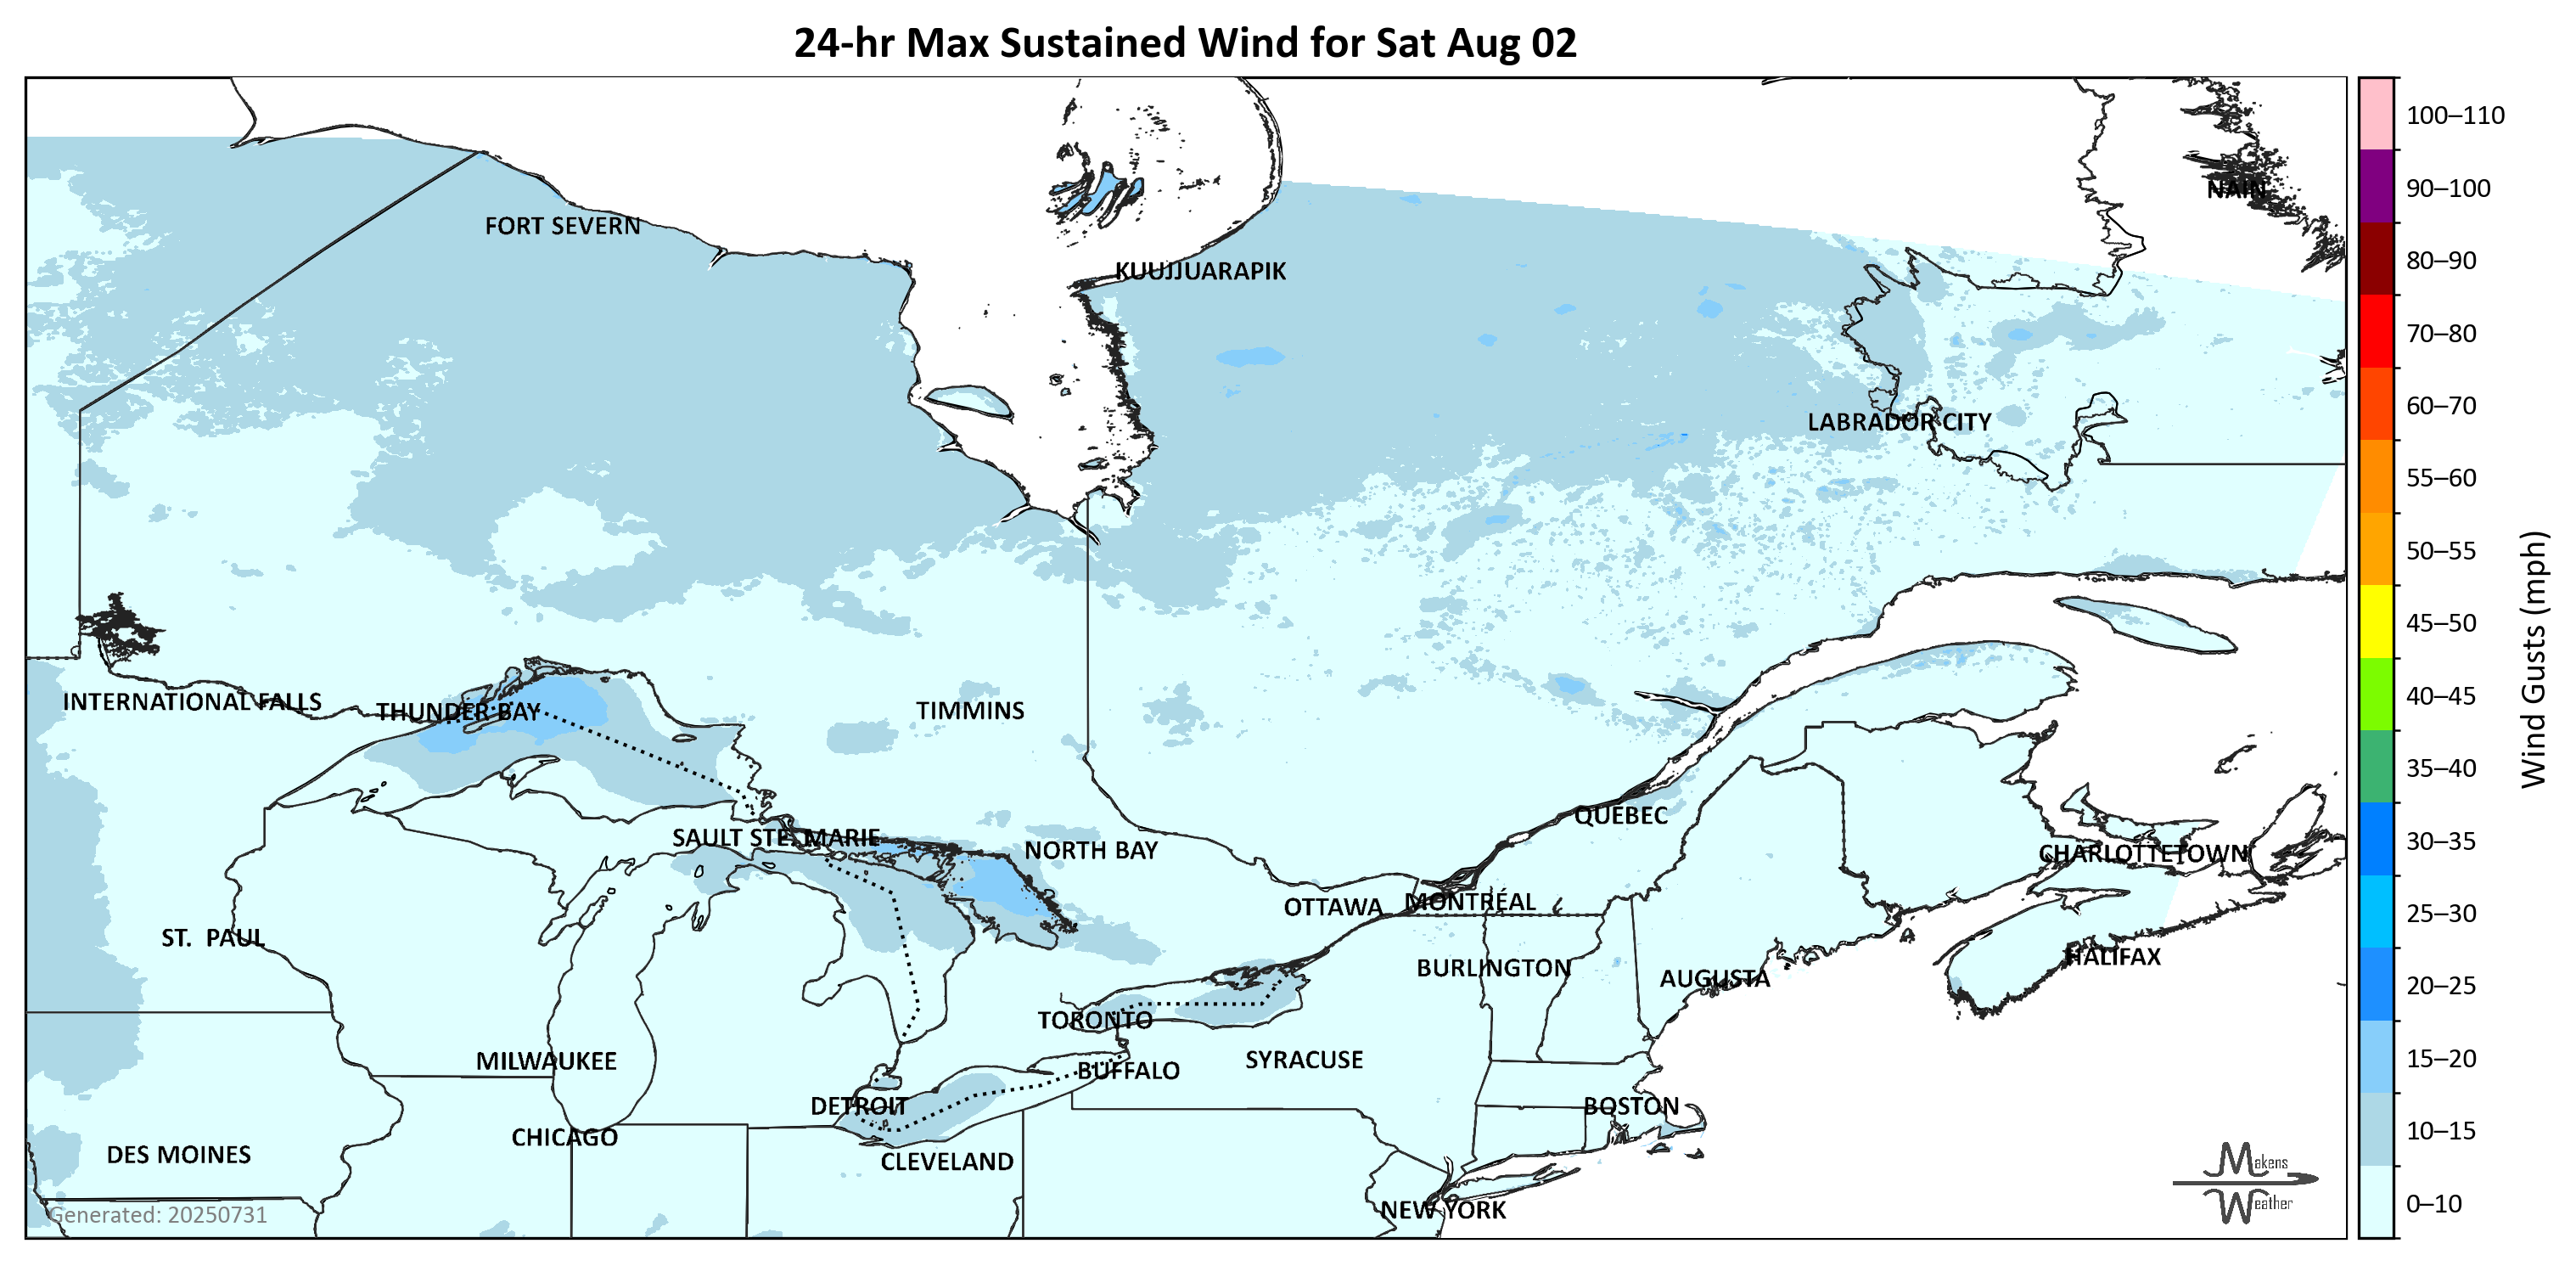 24-hr Max Sustained Wind for Sat Aug 02
100–110
90–100
NAIN
FORT SEVERN
80–90
KUUJJUARAPIK
70–80
60–70
LABRADOR CITY
55–60
50–55
45–50
Wind Gusts (mph)
INTERNATIONAL FALLS
THUNDER BAY
TIMMINS
40–45
35–40
QUEBEC
SAULT STE. MARIE
NORTH BAY
30–35
CHARLOTTETOWN
OTTAWA
MONTRÉAL
25–30
ST. PAUL
HALIFAX
BURLINGTON
AUGUSTA
20–25
TORONTO
MILWAUKEE
SYRACUSE
15–20
BUFFALO
DETROIT
BOSTON
10–15
CHICAGO
DES MOINES
CLEVELAND
Makens
Weather
0–10
NEW YORK
Generated: 20250731